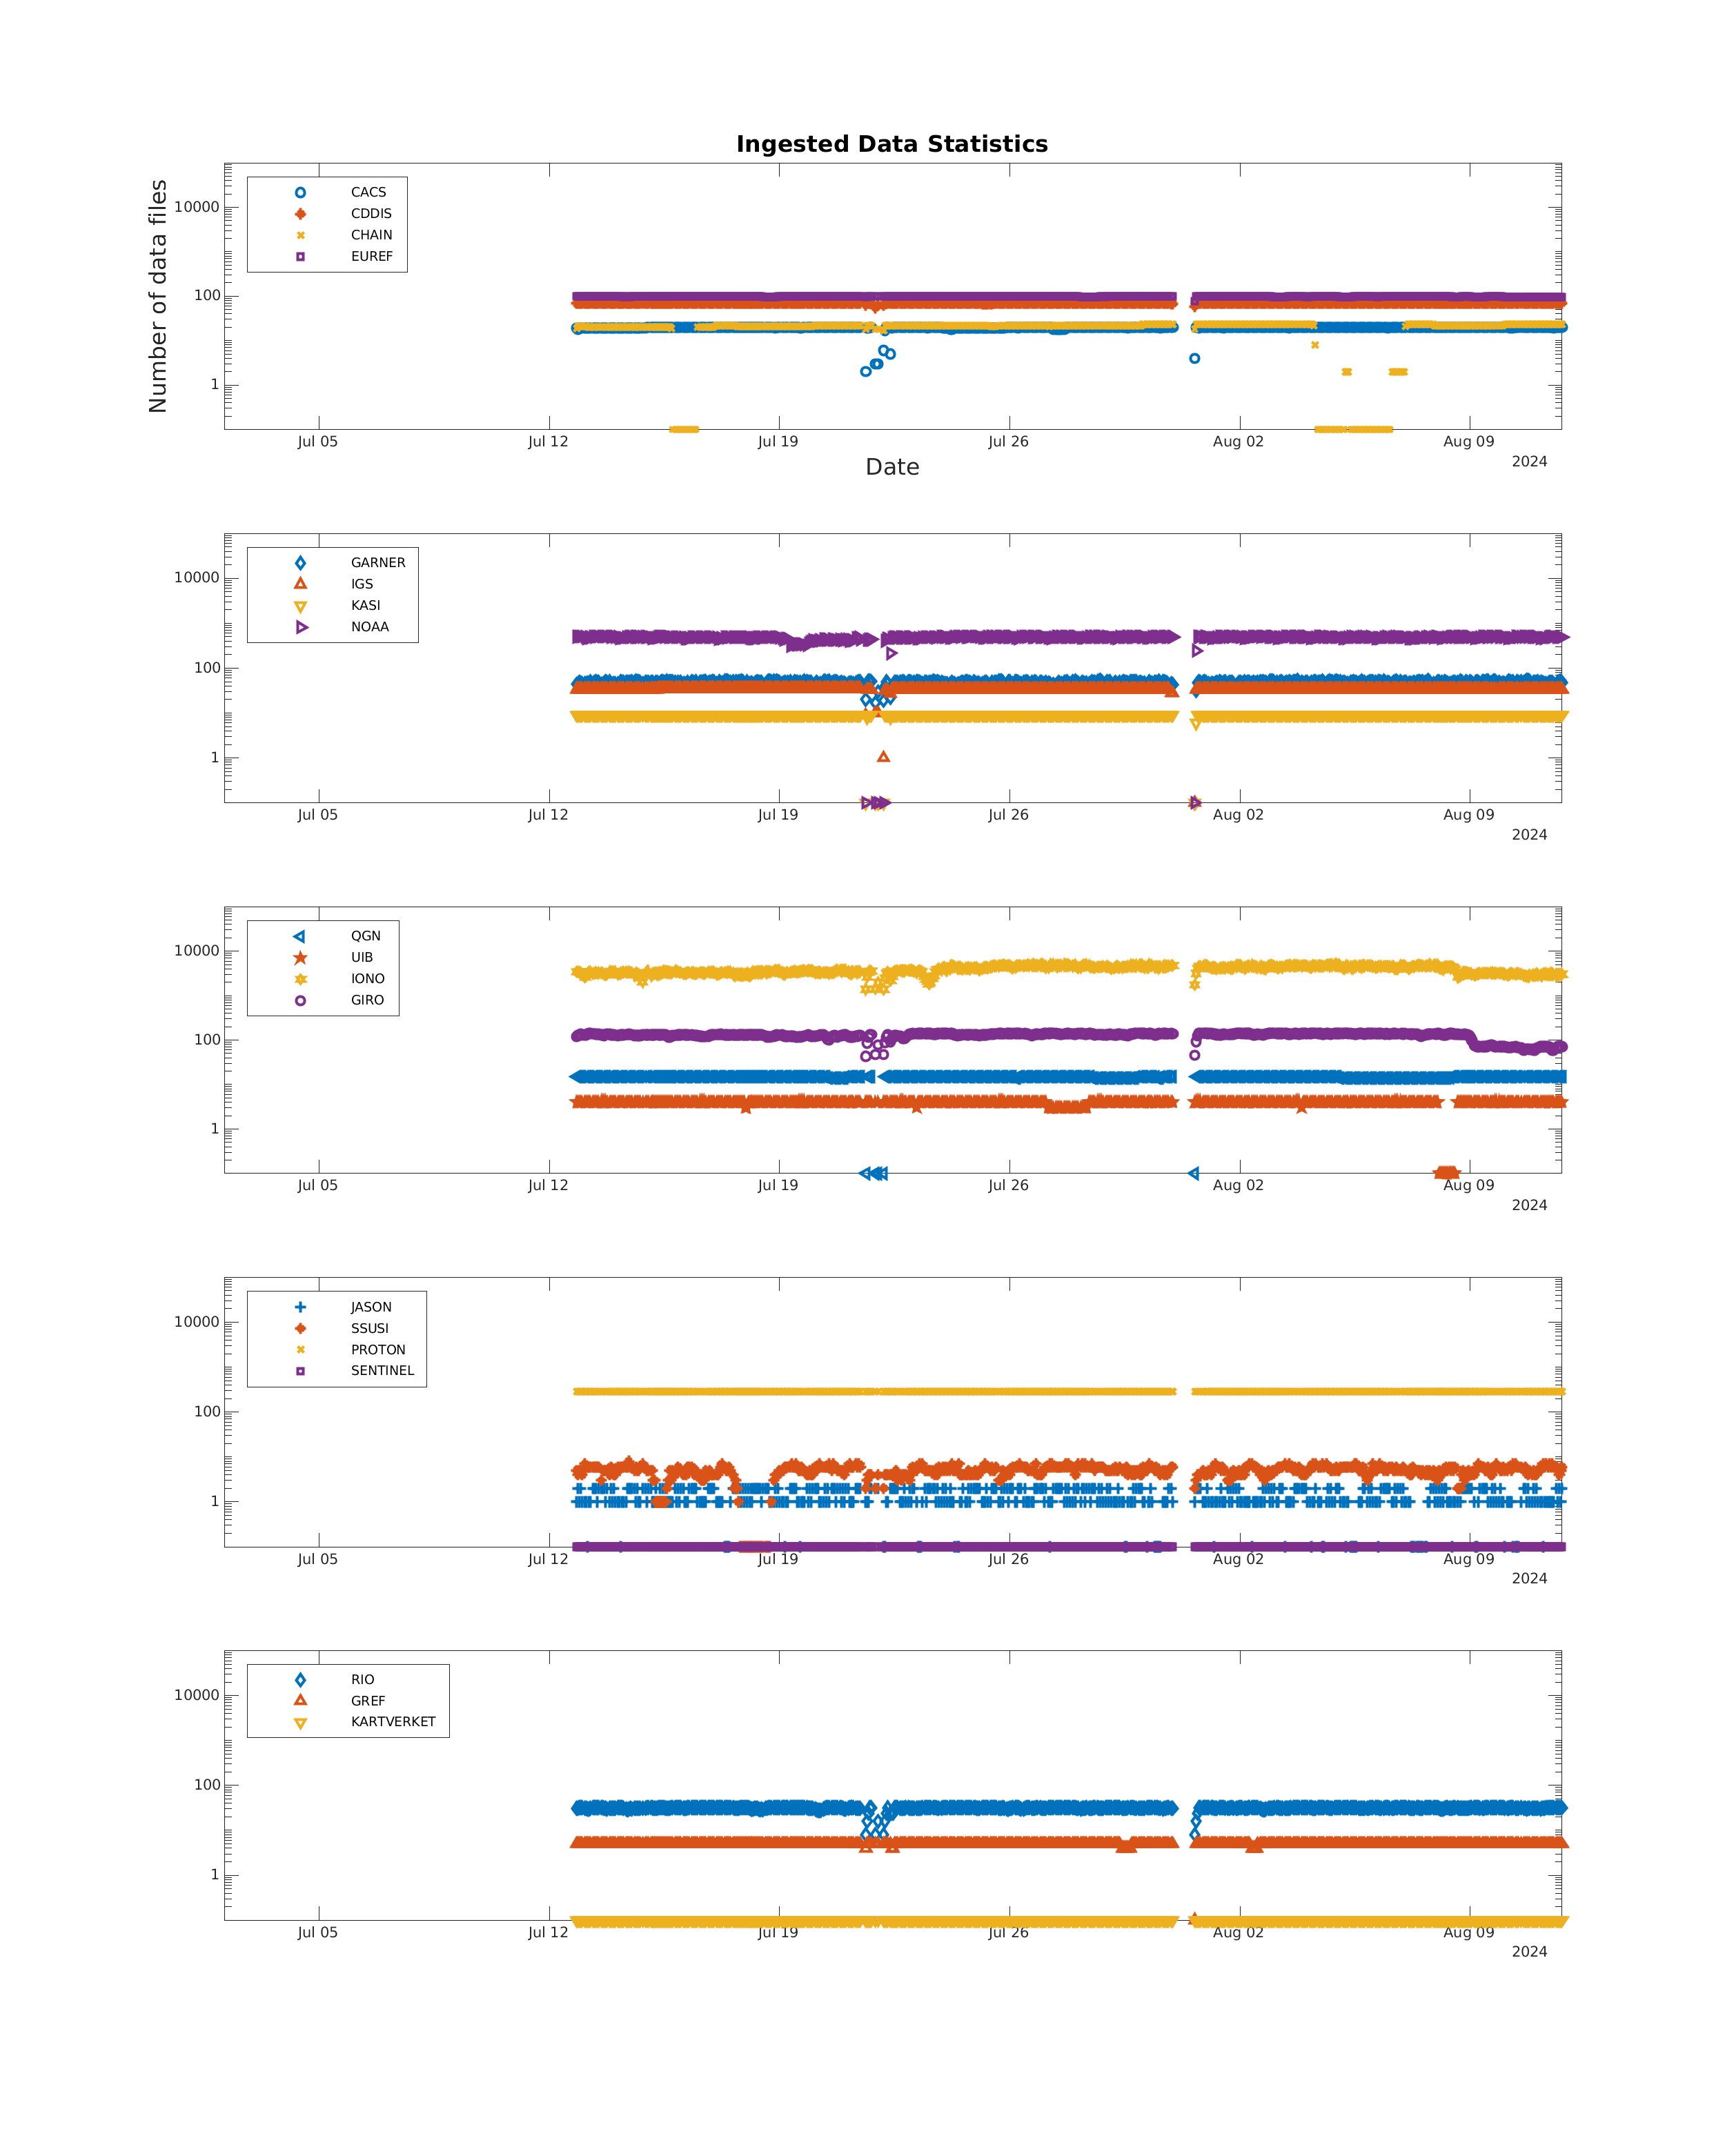 Ingested Data Statistics
Number of data files
CACS
CDDIS
CHAIN
EUREF
10000
100
1
Jul 05 Jul 12 Jul 19 Jul 26 Aug 02 Aug 09
2024
Date
GARNER
IGS
KASI
NOAA
10000
100
1
Jul 05 Jul 12 Jul 19 Jul 26 Aug 02 Aug 09
2024
QGN
UIB
IONO
GIRO
10000
100
1
Jul 05 Jul 12 Jul 19 Jul 26 Aug 02 Aug 09
2024
JASON
SSUSI
PROTON
SENTINEL
10000
100
1
Jul 05 Jul 12 Jul 19 Jul 26 Aug 02 Aug 09
2024
RIO
GREF
KARTVERKET
10000
100
1
Jul 05 Jul 12 Jul 19 Jul 26 Aug 02 Aug 09
2024